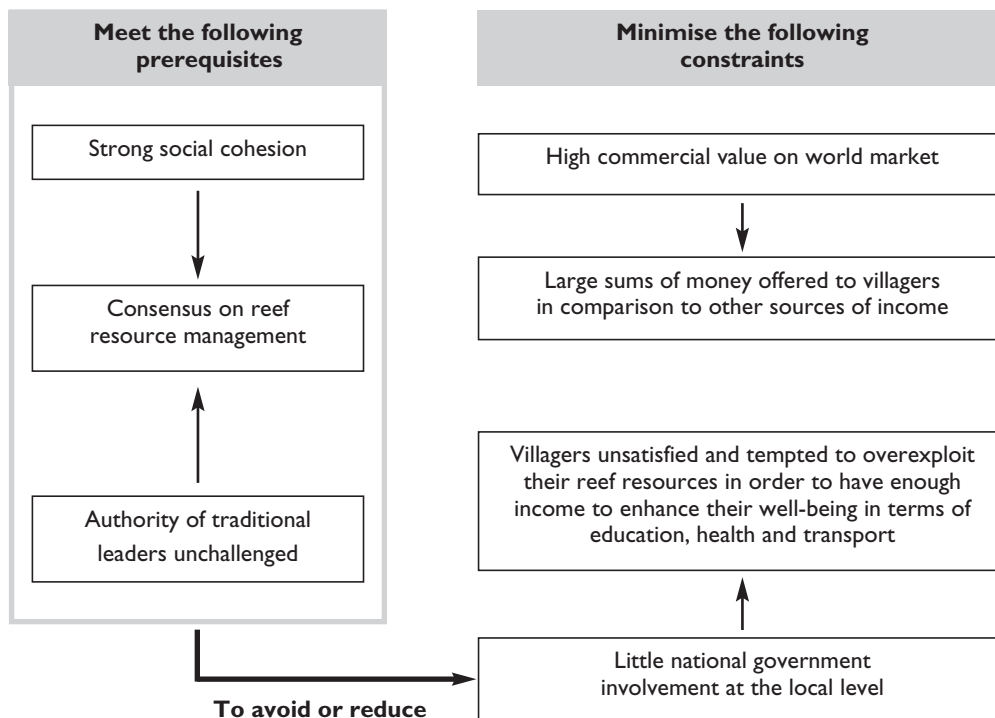 Meet the following
prerequisites
Strong social cohesion
Consensus on reef
resource management
Authority of traditional
leaders unchallenged
To avoid or reduce
Minimise the following
constraints
High commercial value on world market
Large sums of money offered to villagers
in comparison to other sources of income
Villagers unsatisfied and tempted to overexploit
their reef resources in order to have enough
income to enhance their well-being in terms of
education, health and transport
Little national government
involvement at the local level